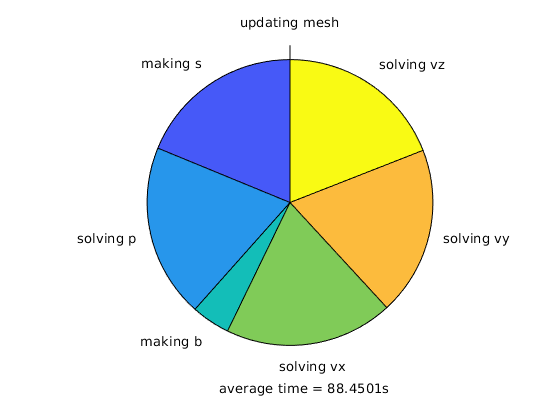 updating mesh
making s
solving vz
solving p
solving vy
making b
solving vx
average time = 88.4501s